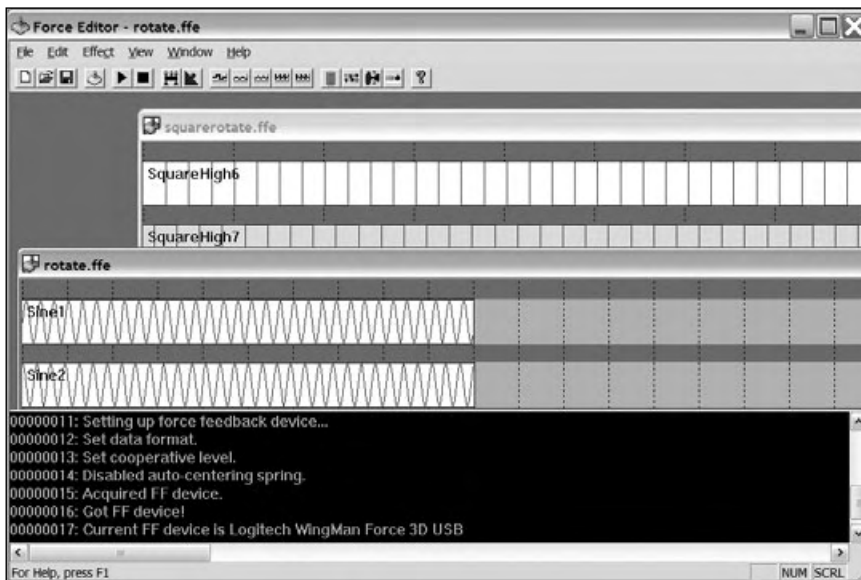 Force Editor - rotate.ffe
File Edit Effect View Window Help
squarerotate.ffe
SquareHigh6
SquareHigh7
rotate.ffe
Sine1
Sine2
00000011: Setting up force feedback device...
00000012: Set data format.
00000013: Set cooperative level.
00000014: Disabled auto-centering spring.
00000015: Acquired FF device.
00000016: Got FF device!
00000017: Current FF device is Logitech WingMan Force 3D USB
For Help, press F1
NUM SCRL